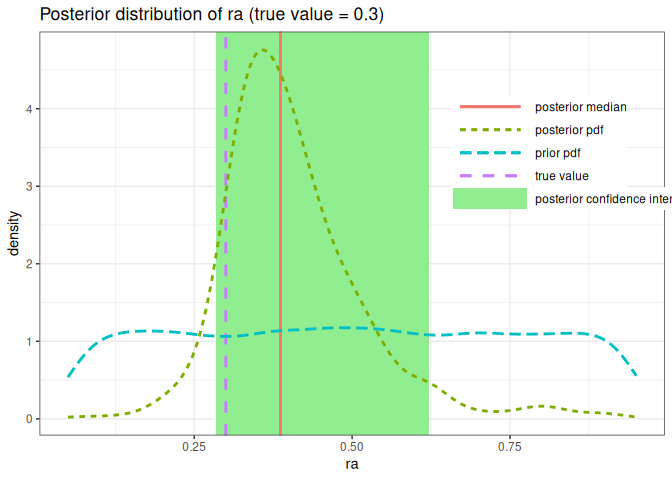 Posterior distribution of ra (true value = 0.3)
density
4
3
2
1
0
posterior median
posterior pdf
prior pdf
true value
posterior confidence inter
0.25
0.50
0.75
ra